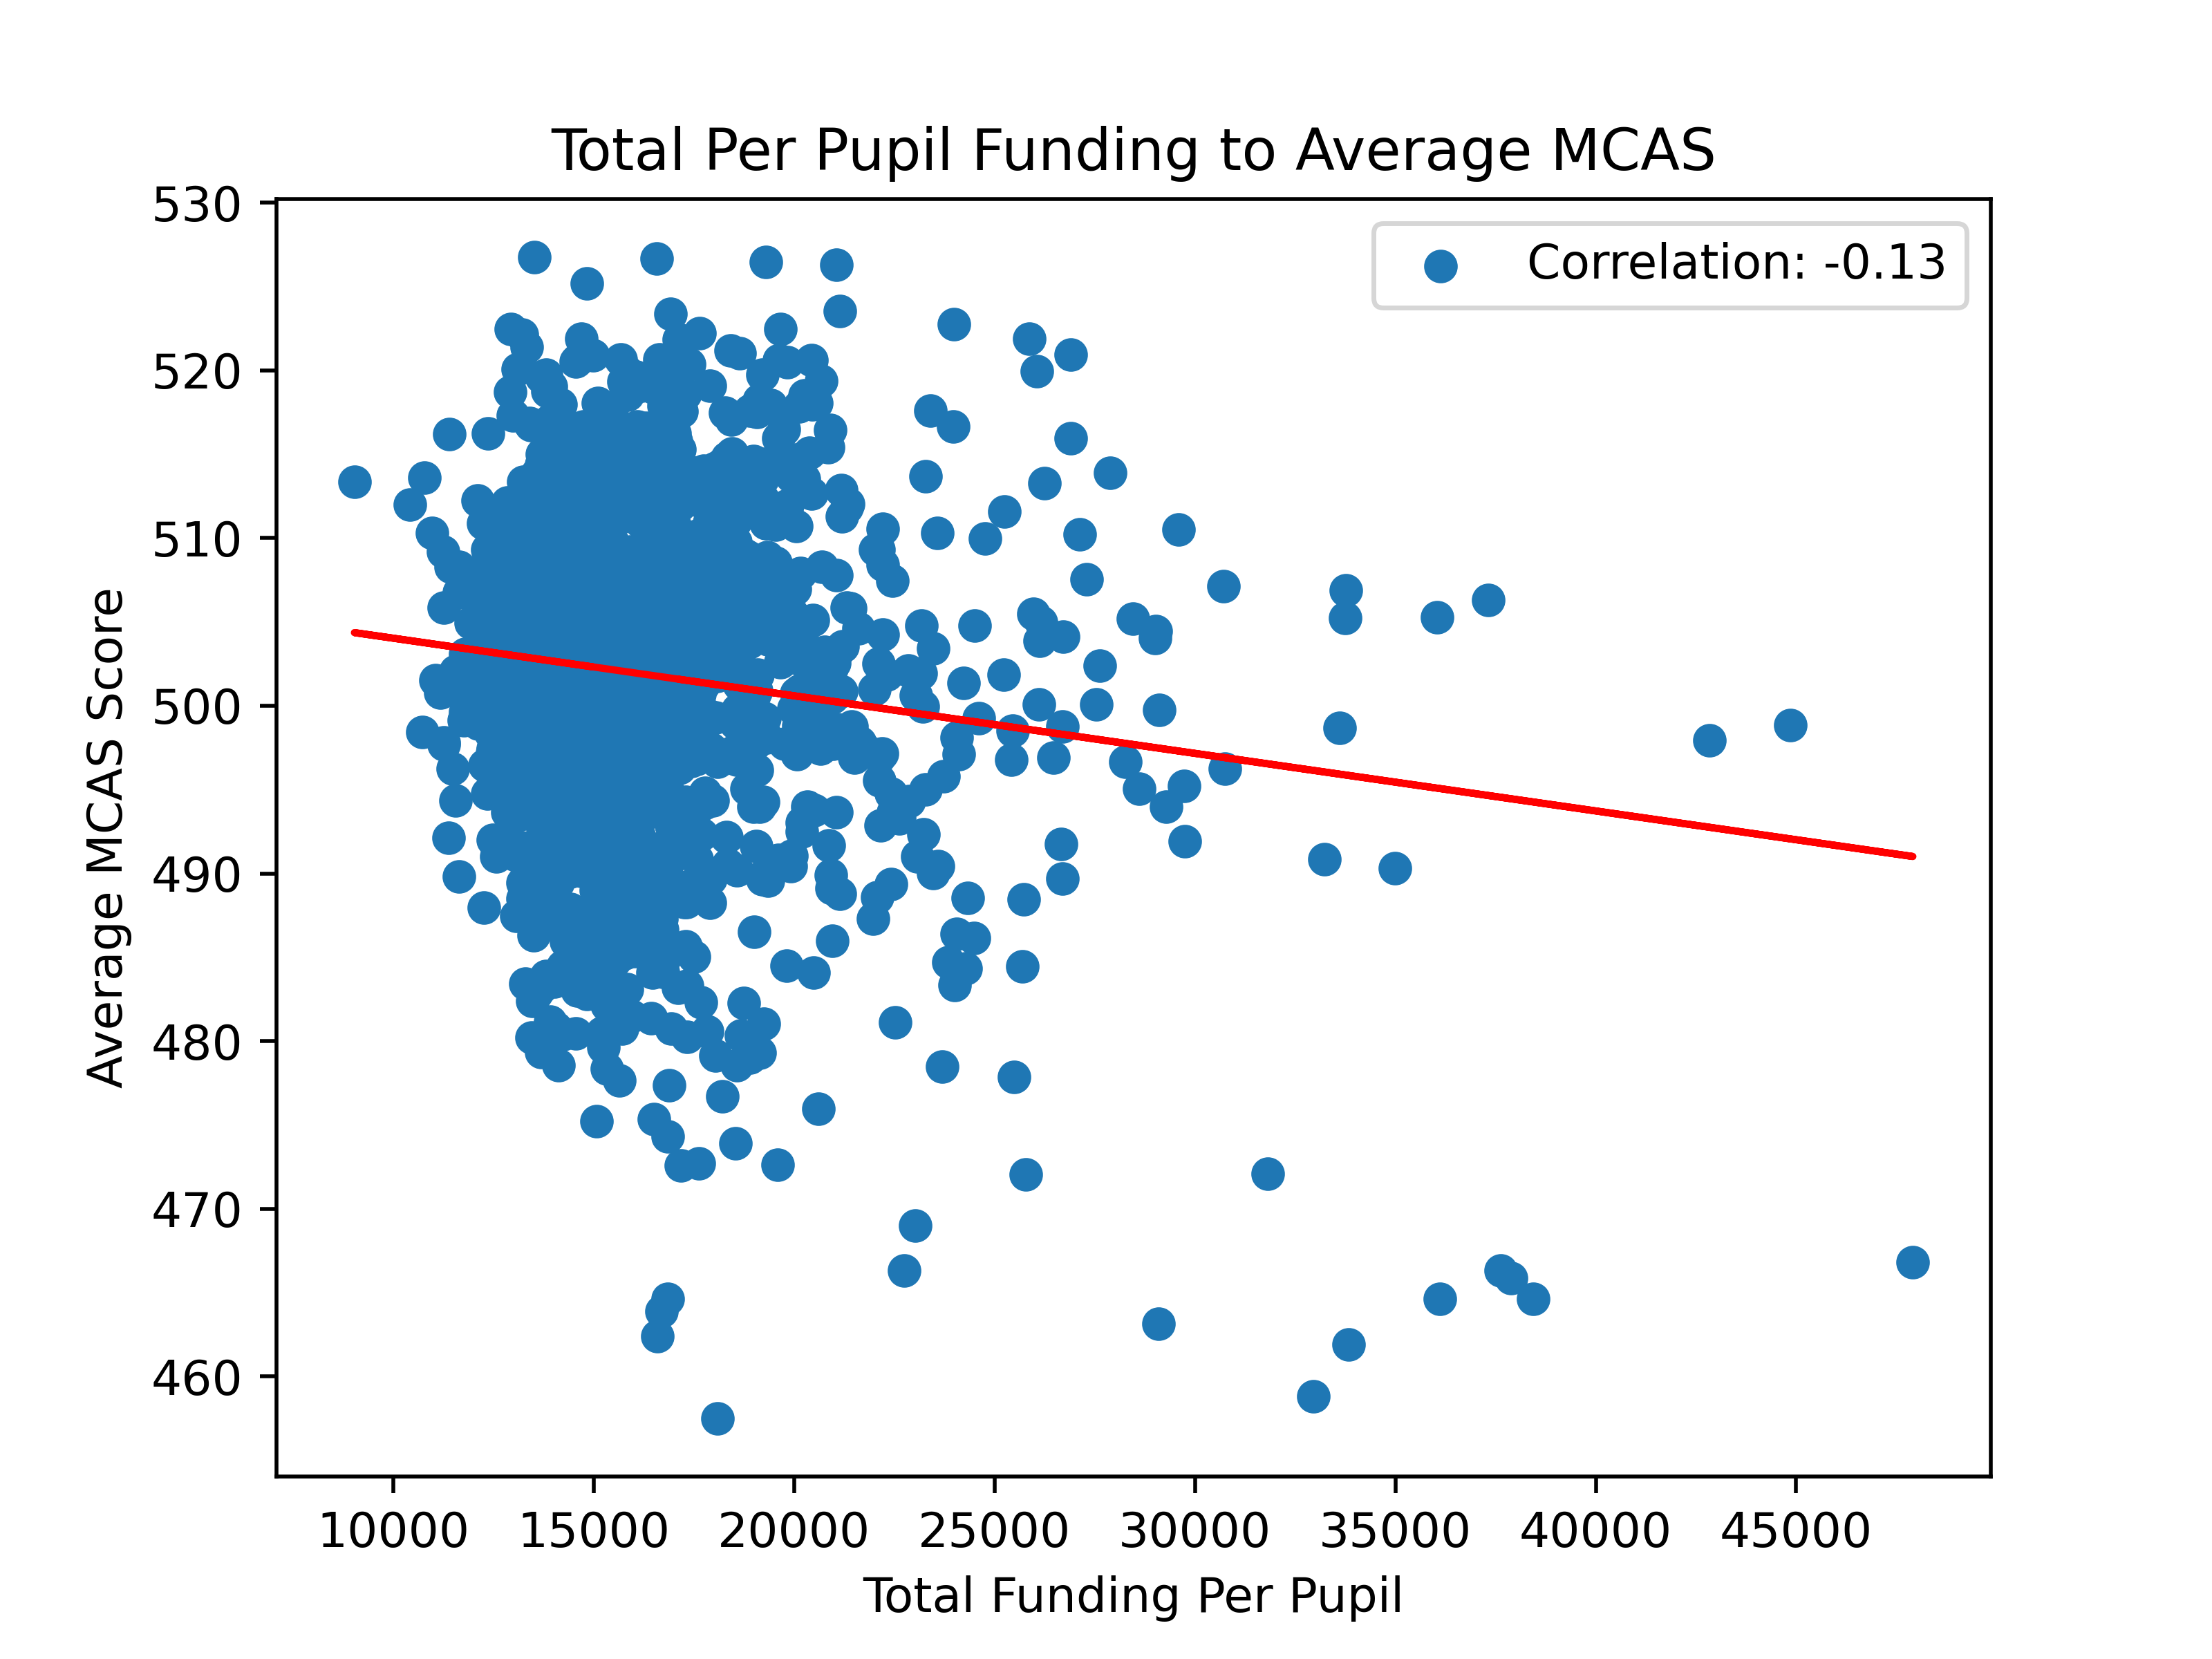 Total Per Pupil Funding to Average MCAS
Correlation: -0.13
Average MCAS Score
530
520
510
500
490
480
470
460
10000 15000 20000 25000 30000 35000 40000 45000
Total Funding Per Pupil